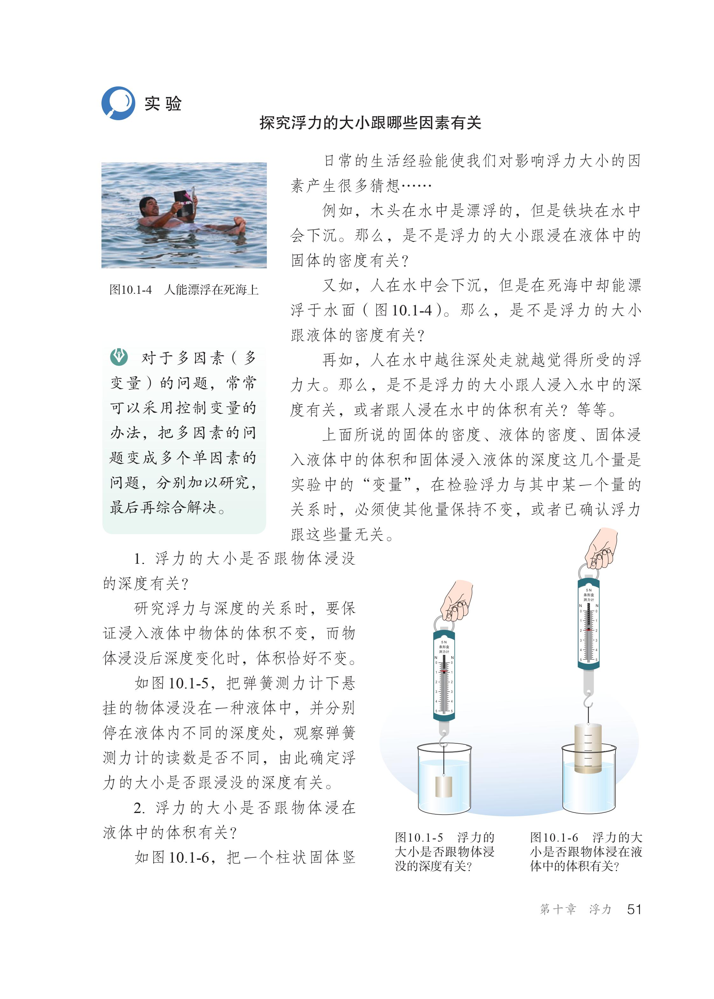 实验
探究浮力的大小跟哪些因素有关
日常的生活经验能使我们对影响浮力大小的因
素产生很多猜想……
例如，木头在水中是漂浮的，但是铁块在水中
会下沉。那么，是不是浮力的大小跟浸在液体中的
固体的密度有关？
又如，人在水中会下沉，但是在死海中却能漂
浮于水面（图10.1-4）。那么，是不是浮力的大小
跟液体的密度有关？
再如，人在水中越往深处走就越觉得所受的浮
力大。那么，是不是浮力的大小跟人浸入水中的深
度有关，或者跟人浸在水中的体积有关？等等。
上面所说的固体的密度、液体的密度、固体浸
入液体中的体积和固体浸入液体的深度这几个量是
实验中的“变量”，在检验浮力与其中某一个量的
关系时，必须使其他量保持不变，或者已确认浮力
跟这些量无关。
图10.1-4 人能漂浮在死海上
对于多因素（多
变量）的问题，常常
可以采用控制变量的
办法，把多因素的问
题变成多个单因素的
问题，分别加以研究，
最后再综合解决。
1. 浮力的大小是否跟物体浸没
的深度有关？
研究浮力与深度的关系时，要保
证浸入液体中物体的体积不变，而物
体浸没后深度变化时，体积恰好不变。
如图10.1-5，把弹簧测力计下悬
挂的物体浸没在一种液体中，并分别
停在液体内不同的深度处，观察弹簧
测力计的读数是否不同，由此确定浮
力的大小是否跟浸没的深度有关。
2. 浮力的大小是否跟物体浸在
液体中的体积有关？
如图10.1-6，把一个柱状固体竖
5 N
条形盒
测力计
N N
0 0
1 1
2 2
3 3
4 4
5 5
5 N
条形盒
测力计
N N
0 0
1 1
2 2
3 3
4 4
5 5
图10.1-5 浮力的
大小是否跟物体浸
没的深度有关？
图10.1-6 浮力的大
小是否跟物体浸在液
体中的体积有关？
第十章 浮力 51